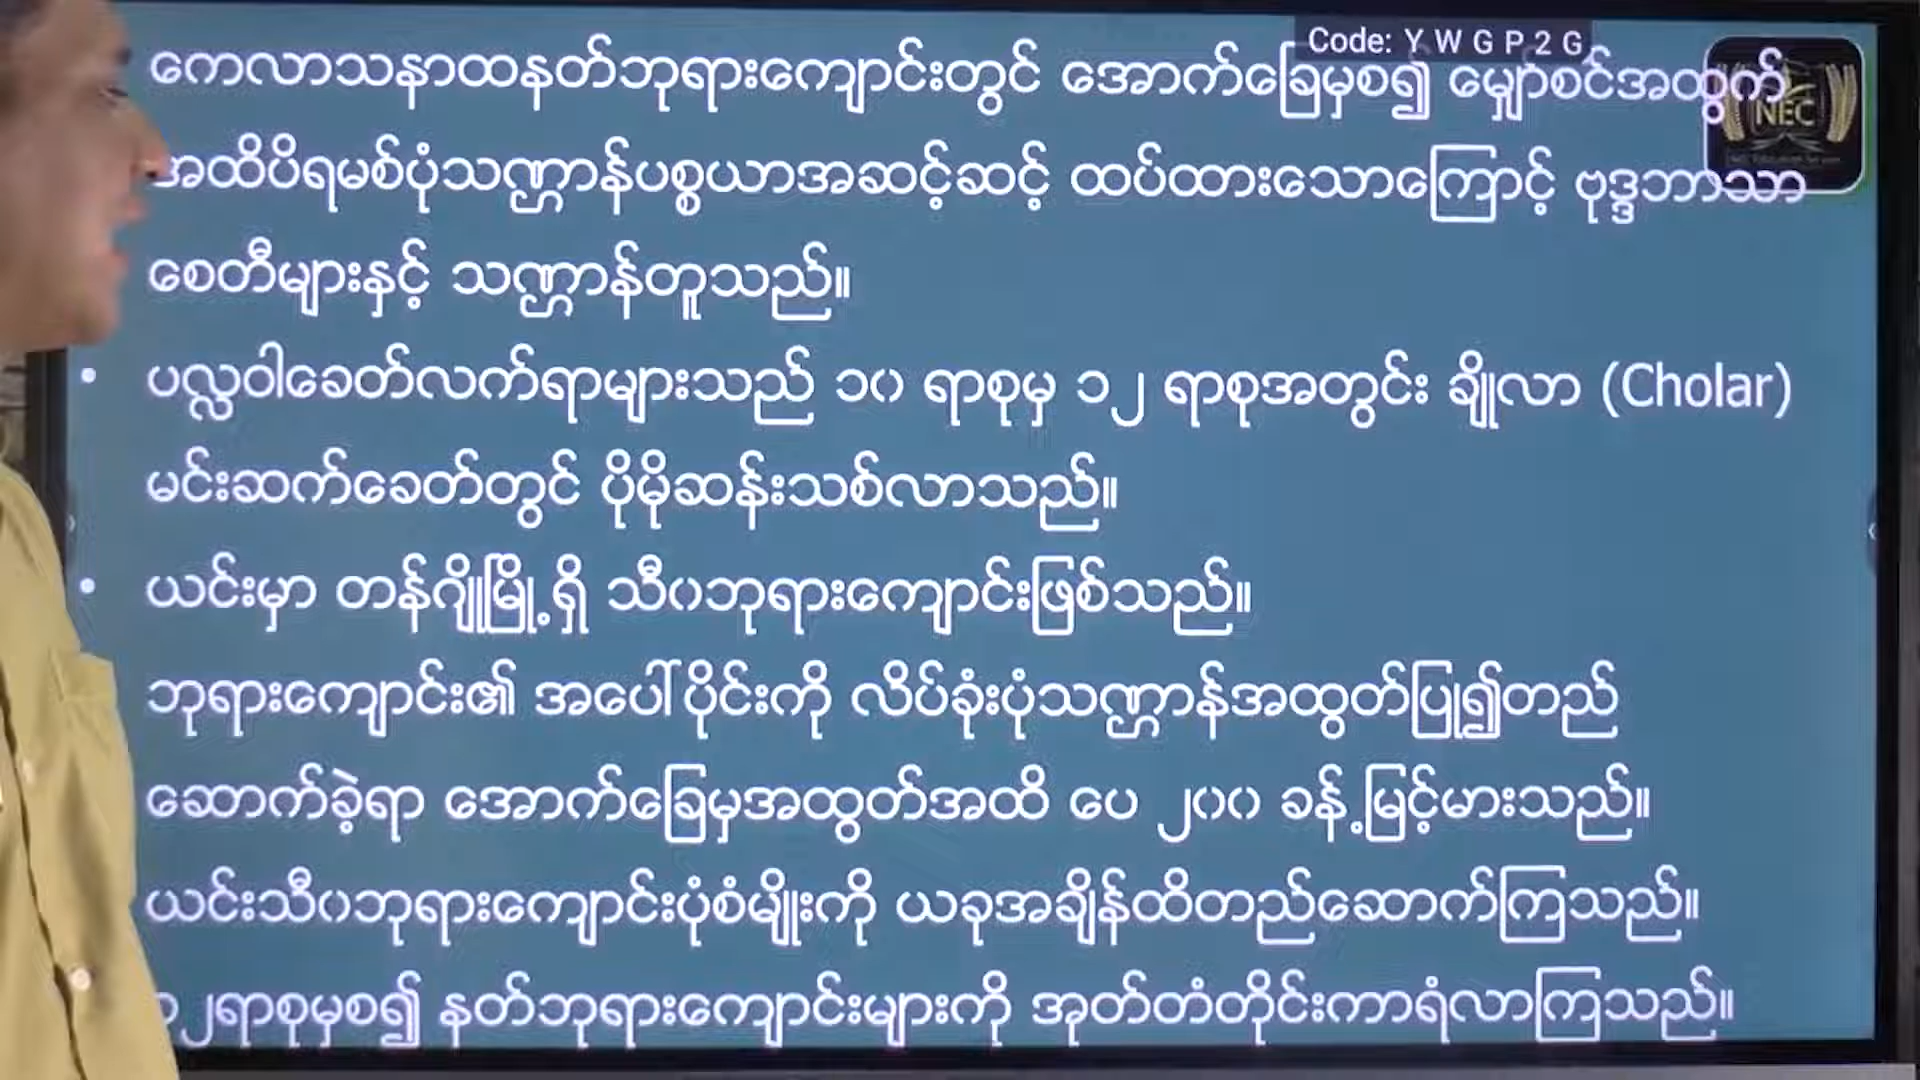 Code: Y W G P 2 G
ကေလာသနာထနတ်ဘုရားကျောင်းတွင် အောက်ခြေမှစ၍ မျှော်စင်အထွက်
NEC
အထိပိရမစ်ပုံသဏ္ဌာန်ပစ္စယာအဆင့်ဆင့် ထပ်ထားသောကြောင့် ဗုဒ္ဒဘာသာ
စေတီများနှင့် သဏ္ဌာန်တူသည်။
• ပလ္လဝါခေတ်လက်ရာများသည် ၁၀ ရာစုမှ ၁၂ ရာစုအတွင်း ချိုလာ (Cholar)
မင်းဆက်ခေတ်တွင် ပိုမိုဆန်းသစ်လာသည်။
• ယင်းမှာ တန်ဂျိူမြို့ရှိ သီဝဘုရားကျောင်းဖြစ်သည်။
ဘုရားကျောင်း၏ အပေါ်ပိုင်းကို လိပ်ခုံးပုံသဏ္ဌာန်အထွတ်ပြု၍တည်
ဆောက်ခဲ့ရာ အောက်ခြေမှအထွတ်အထိ ပေ ၂၀၀ ခန့်မြင့်မားသည်။
ယင်းသီဝဘုရားကျောင်းပုံစံမျိုးကို ယခုအချိန်ထိတည်ဆောက်ကြသည်။
၁၂ရာစုမှစ၍ နတ်ဘုရားကျောင်းများကို အုတ်တံတိုင်းကာရံလာကြသည်။